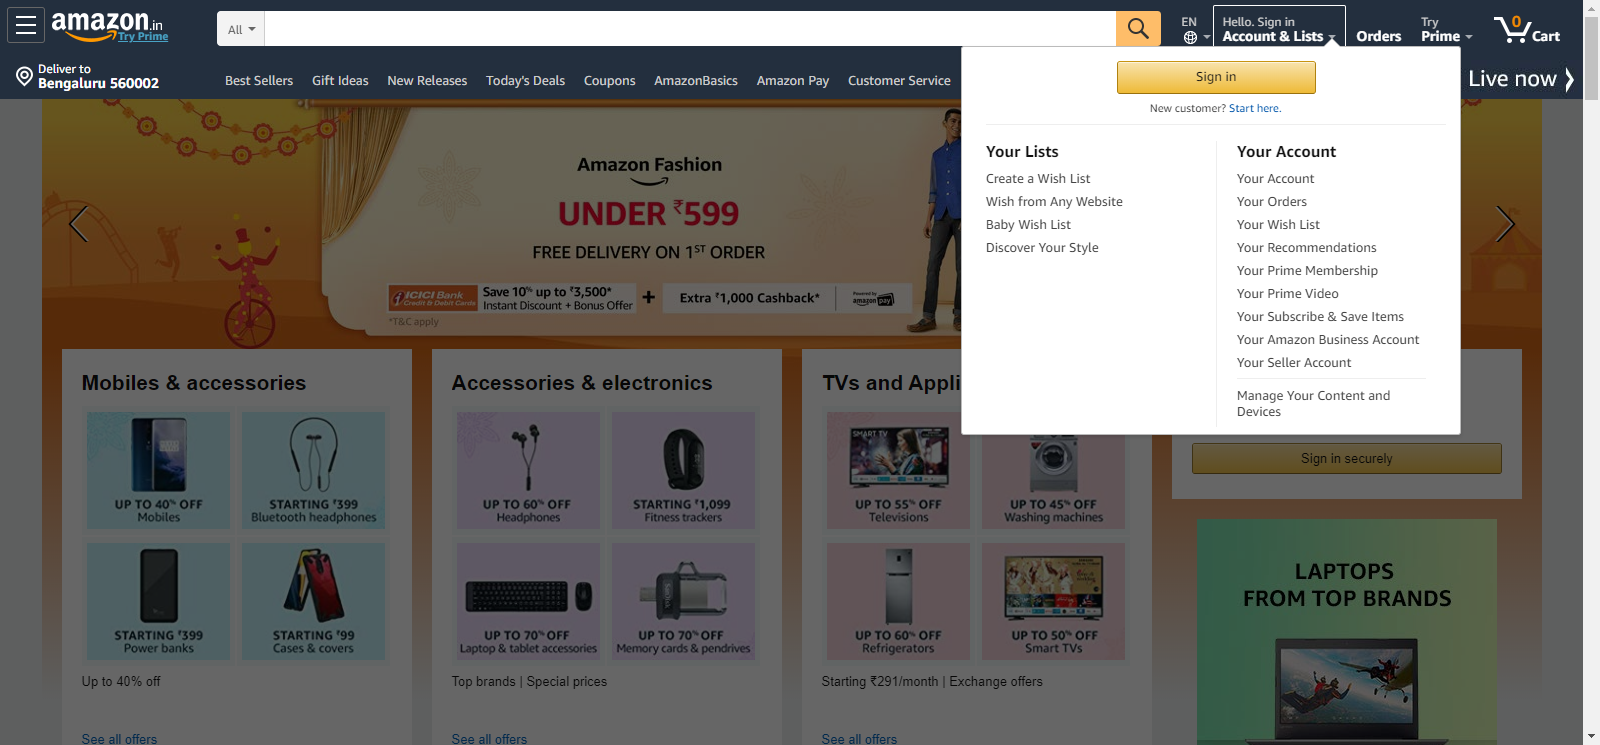 amazon.in
Try Prime
All
EN
Hello. Sign in
Account & Lists
Orders
Try
Prime
0
Cart
Deliver to
Bengaluru 560002
Best Sellers
Gift Ideas
New Releases
Today's Deals
Coupons
AmazonBasics
Amazon Pay
Customer Service
Live now
Sign in
New customer? Start here.
Your Lists
Create a Wish List
Wish from Any Website
Baby Wish List
Discover Your Style
Your Account
Your Account
Your Orders
Your Wish List
Your Recommendations
Your Prime Membership
Your Prime Video
Your Subscribe & Save Items
Your Amazon Business Account
Your Seller Account
Manage Your Content and
Devices
Amazon Fashion
UNDER ₹599
FREE DELIVERY ON 1ST ORDER
ICICI Bank
Credit & Debit Cards
Save 10% up to ₹3,500*
Instant Discount + Bonus Offer
+
Extra ₹1,000 Cashback*
Powered by
amazon pay
*T&C apply
Mobiles & accessories
UP TO 40% OFF
Mobiles
STARTING ₹399
Bluetooth headphones
STARTING ₹399
Power banks
STARTING ₹99
Cases & covers
Up to 40% off
See all offers
Accessories & electronics
UP TO 60% OFF
Headphones
STARTING ₹1,099
Fitness trackers
UP TO 70% OFF
Laptop & tablet accessories
UP TO 70% OFF
Memory cards & pendrives
Top brands | Special prices
See all offers
TVs and Appli
SMART TV
UP TO 55% OFF
Televisions
UP TO 45% OFF
Washing machines
UP TO 60% OFF
Refrigerators
UP TO 50% OFF
Smart TVs
Starting ₹291/month | Exchange offers
See all offers
Sign in securely
LAPTOPS
FROM TOP BRANDS